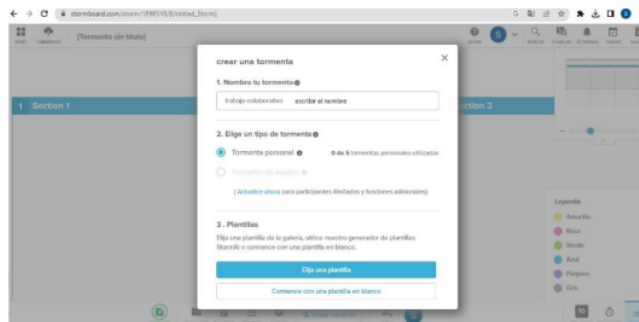 stormboard.com/storm/1898518/[Untitled_Storm]
[Tormenta sin título]
S
1 Section 1
ction 3
crear una tormenta
1. Nombra tu tormenta
trabajo colaborativo escribir el nombre
2. Elige un tipo de tormenta
Tormenta personal 0 de 5 tormentas personales utilizadas
Tormenta de equipo
[Actualice ahora para participantes ilimitados y funciones adicionales]
3. Plantillas
Elija una plantilla de la galería, utilice nuestro generador de plantillas
StormAI o comience con una plantilla en blanco.
Elija una plantilla
Comience con una plantilla en blanco
Leyenda
Amarillo
Rosa
Verde
Azul
Púrpura
Gris
S